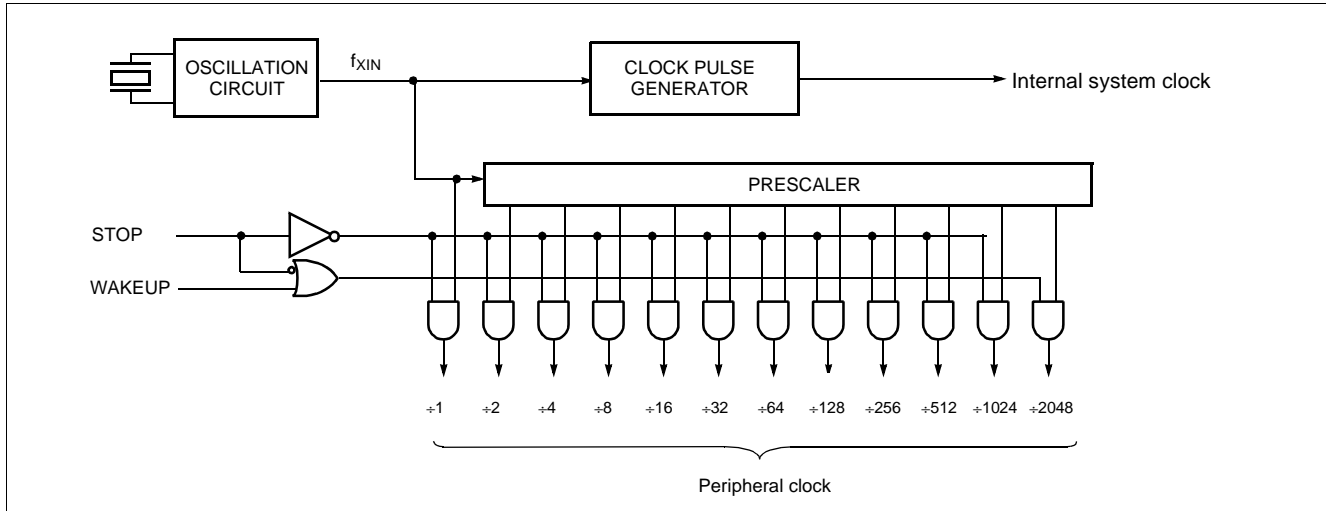 OSCILLATION
CIRCUIT
fXIN
CLOCK PULSE
GENERATOR
Internal system clock
PRESCALER
STOP
WAKEUP
÷1 ÷2 ÷4 ÷8 ÷16 ÷32 ÷64 ÷128 ÷256 ÷512 ÷1024 ÷2048
Peripheral clock